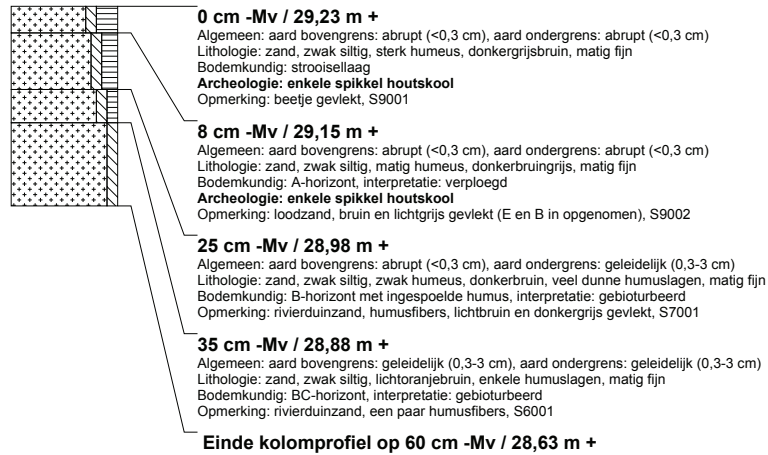 0 cm -Mv / 29,23 m +
Algemeen: aard bovengrens: abrupt (<0,3 cm), aard ondergrens: abrupt (<0,3 cm)
Lithologie: zand, zwak siltig, sterk humeus, donkergrijsbruin, matig fijn
Bodemkundig: strooisellaag
Archeologie: enkele spikkel houtskool
Opmerking: beetje gevlekt, S9001
8 cm -Mv / 29,15 m +
Algemeen: aard bovengrens: abrupt (<0,3 cm), aard ondergrens: abrupt (<0,3 cm)
Lithologie: zand, zwak siltig, matig humeus, donkerbruingrijs, matig fijn
Bodemkundig: A-horizont, interpretatie: verploegd
Archeologie: enkele spikkel houtskool
Opmerking: loodzand, bruin en lichtgrijs gevlekt (E en B in opgenomen), S9002
25 cm -Mv / 28,98 m +
Algemeen: aard bovengrens: abrupt (<0,3 cm), aard ondergrens: geleidelijk (0,3-3 cm)
Lithologie: zand, zwak siltig, zwak humeus, donkerbruin, veel dunne humuslagen, matig fijn
Bodemkundig: B-horizont met ingespoelde humus, interpretatie: gebioturbeerd
Opmerking: rivierduinzand, humusfibers, lichtbruin en donkergrijs gevlekt, S7001
35 cm -Mv / 28,88 m +
Algemeen: aard bovengrens: geleidelijk (0,3-3 cm), aard ondergrens: geleidelijk (0,3-3 cm)
Lithologie: zand, zwak siltig, lichtoranjebruin, enkele humuslagen, matig fijn
Bodemkundig: BC-horizont, interpretatie: gebioturbeerd
Opmerking: rivierduinzand, een paar humusfibers, S6001
Einde kolomprofiel op 60 cm -Mv / 28,63 m +